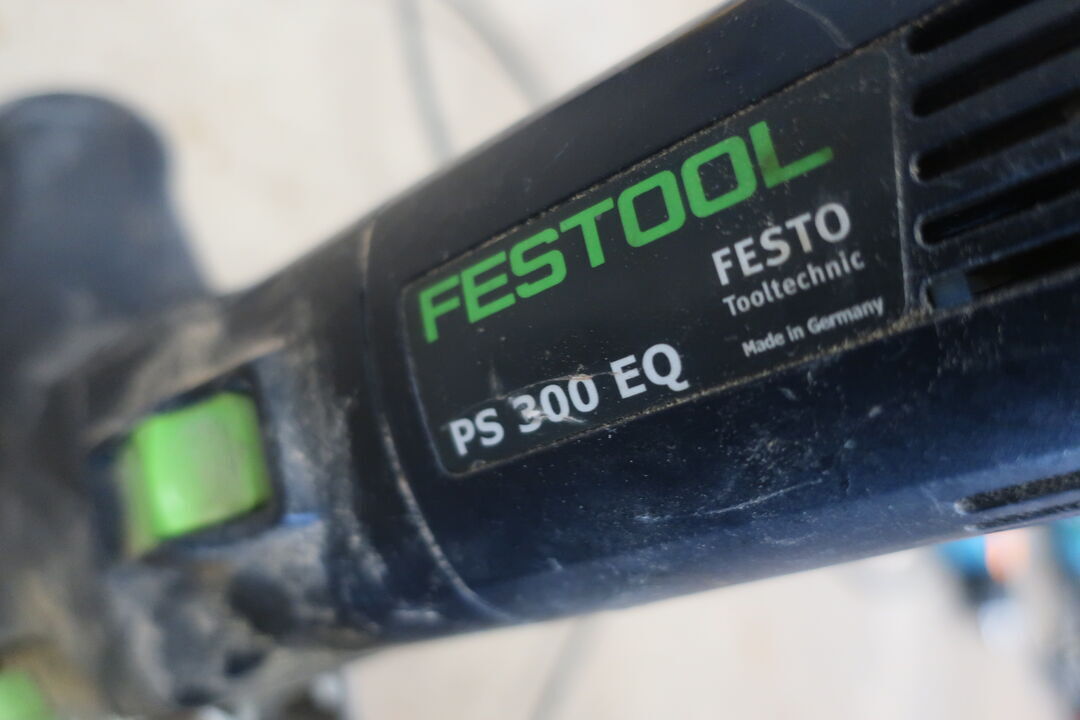 FESTOOL
FESTO
Tooltechnic
Made in Germany
PS 300 EQ